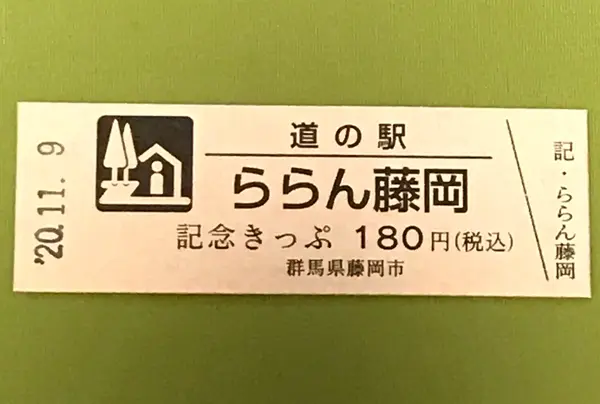 '20.11.9
道の駅
ららん藤岡
記念きっぷ 180円(税込)
群馬県藤岡市
記・ららん藤岡